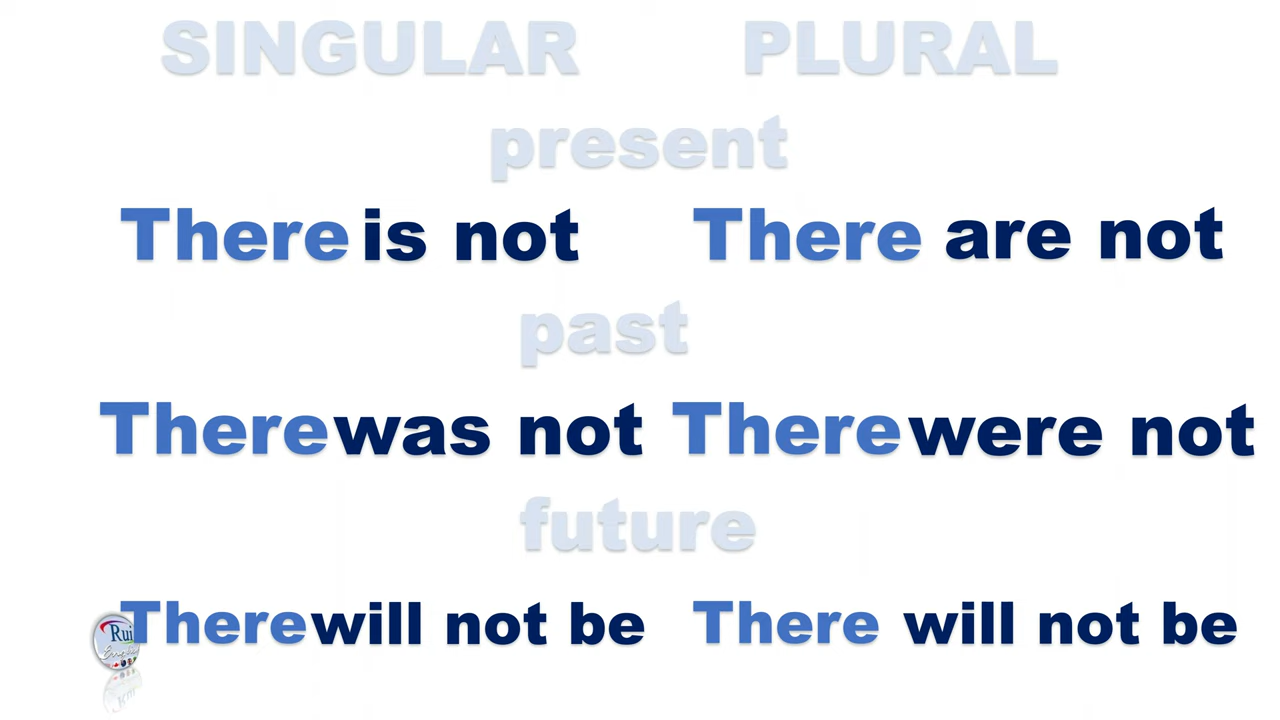 SINGULAR PLURAL
present
There is not There are not
past
There was not There were not
future
There will not be There will not be
Rui